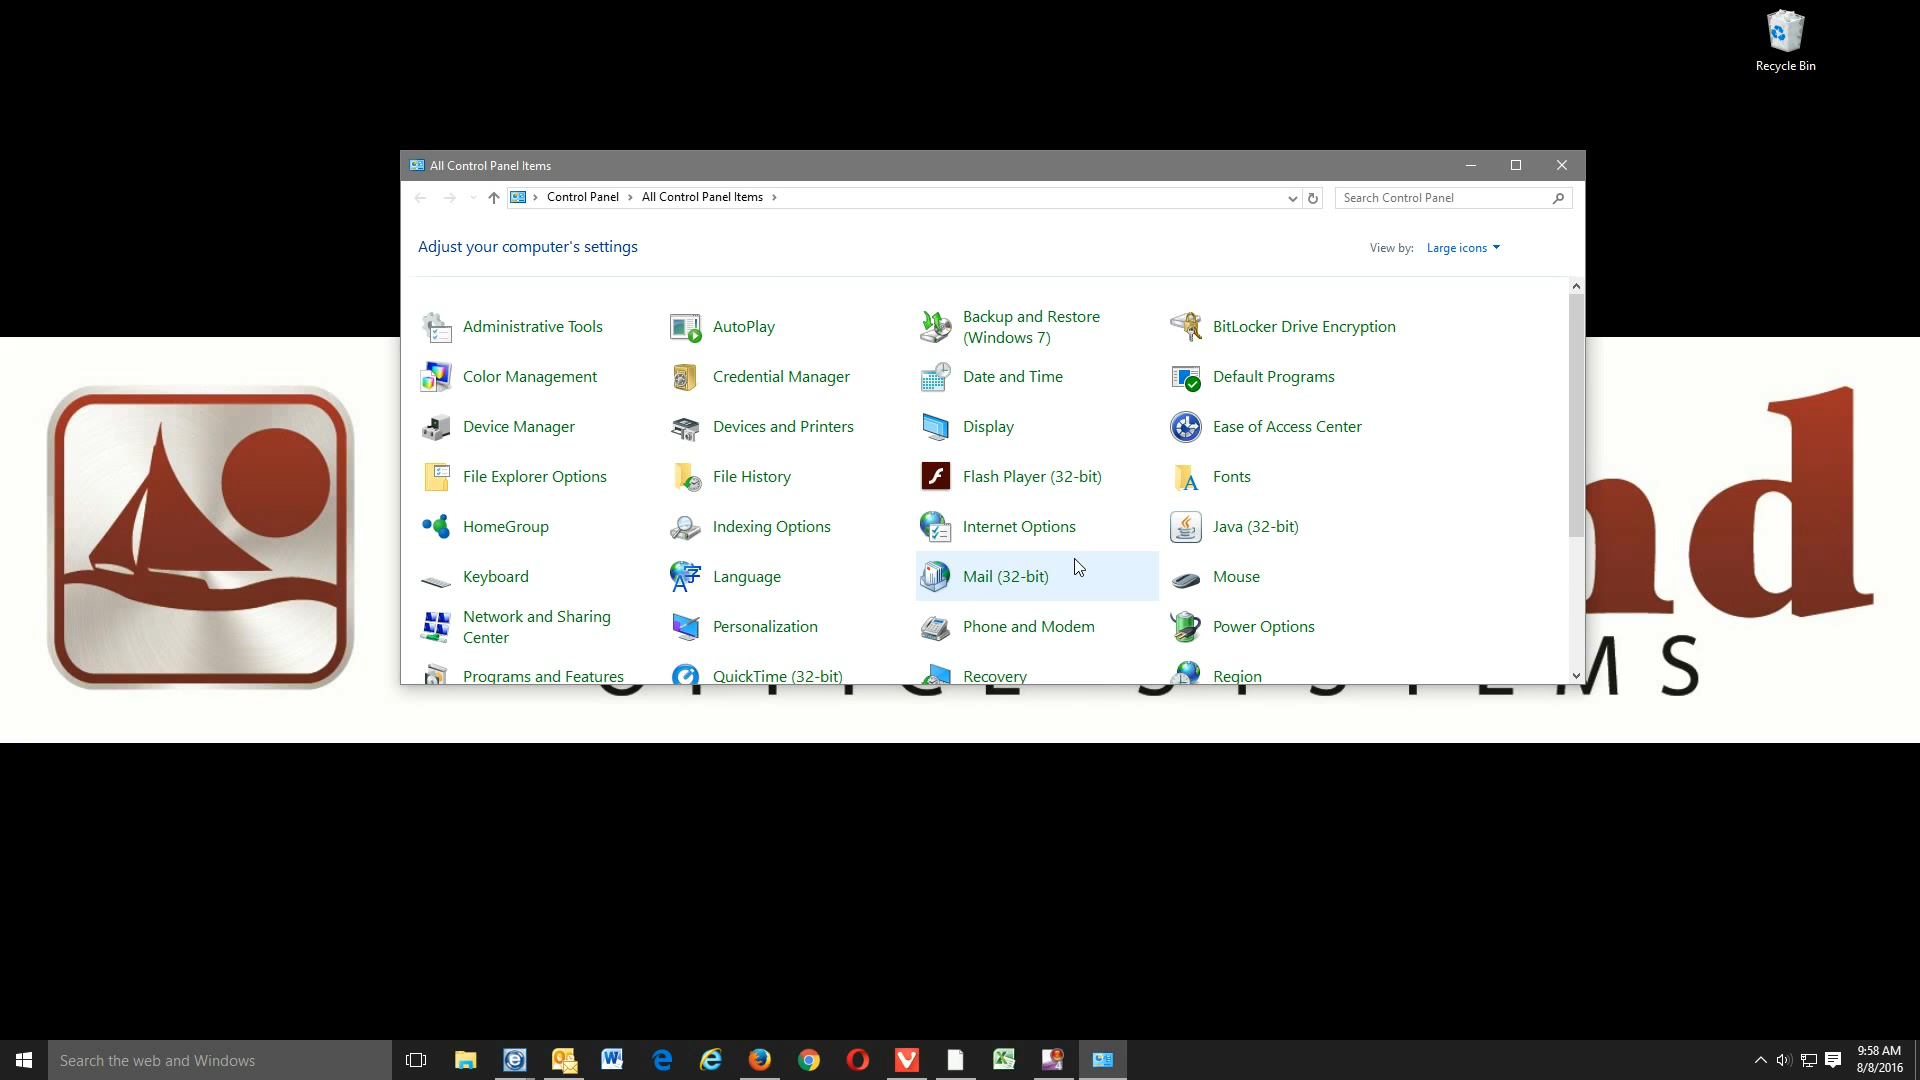 Recycle Bin
All Control Panel Items
Control Panel
All Control Panel Items
Search Control Panel
Adjust your computer's settings
View by:
Large icons
Administrative Tools
AutoPlay
Backup and Restore
(Windows 7)
BitLocker Drive Encryption
Color Management
Credential Manager
Date and Time
Default Programs
Device Manager
Devices and Printers
Display
Ease of Access Center
File Explorer Options
File History
Flash Player (32-bit)
Fonts
HomeGroup
Indexing Options
Internet Options
Java (32-bit)
Keyboard
Language
Mail (32-bit)
Mouse
Network and Sharing
Center
Personalization
Phone and Modem
Power Options
Programs and Features
QuickTime (32-bit)
Recovery
Region
nd
MS
Search the web and Windows
9:58 AM
8/8/2016